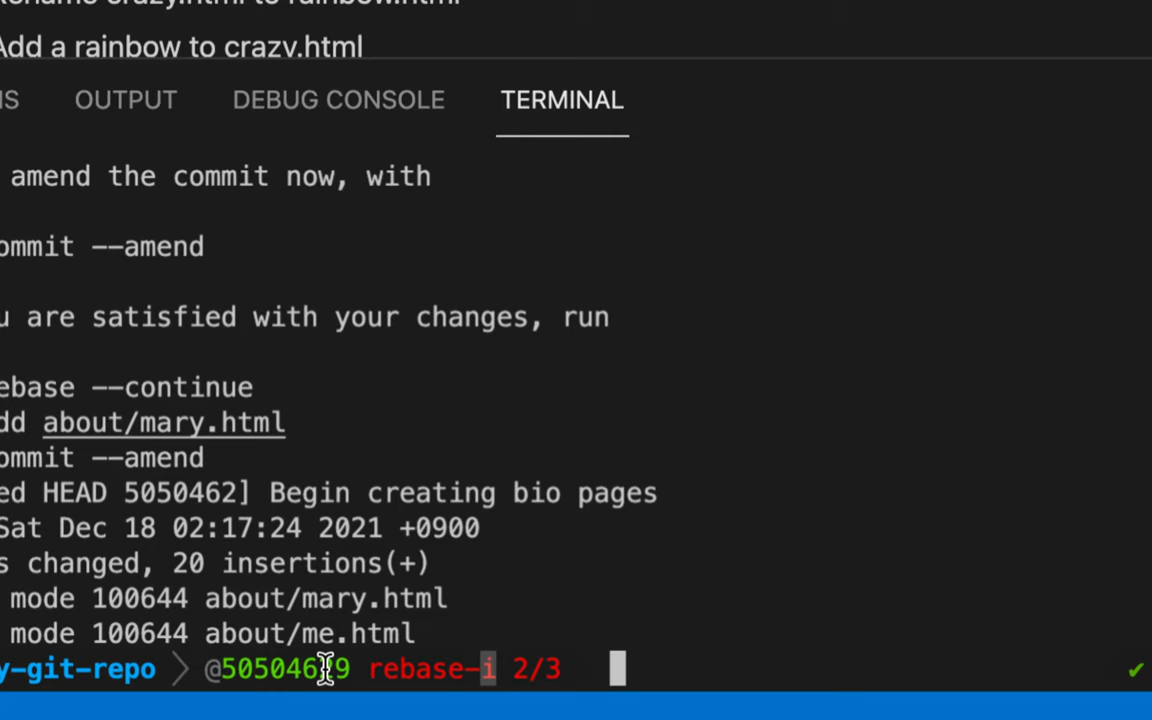 Rename crazy.html to rainbow.html
Add a rainbow to crazy.html
OUTPUT DEBUG CONSOLE TERMINAL
amend the commit now, with
ommit --amend
u are satisfied with your changes, run
ebase --continue
dd about/mary.html
ommit --amend
ed HEAD 5050462] Begin creating bio pages
Sat Dec 18 02:17:24 2021 +0900
s changed, 20 insertions(+)
mode 100644 about/mary.html
mode 100644 about/me.html
y-git-repo @505046 9 rebase-i 2/3 ✔